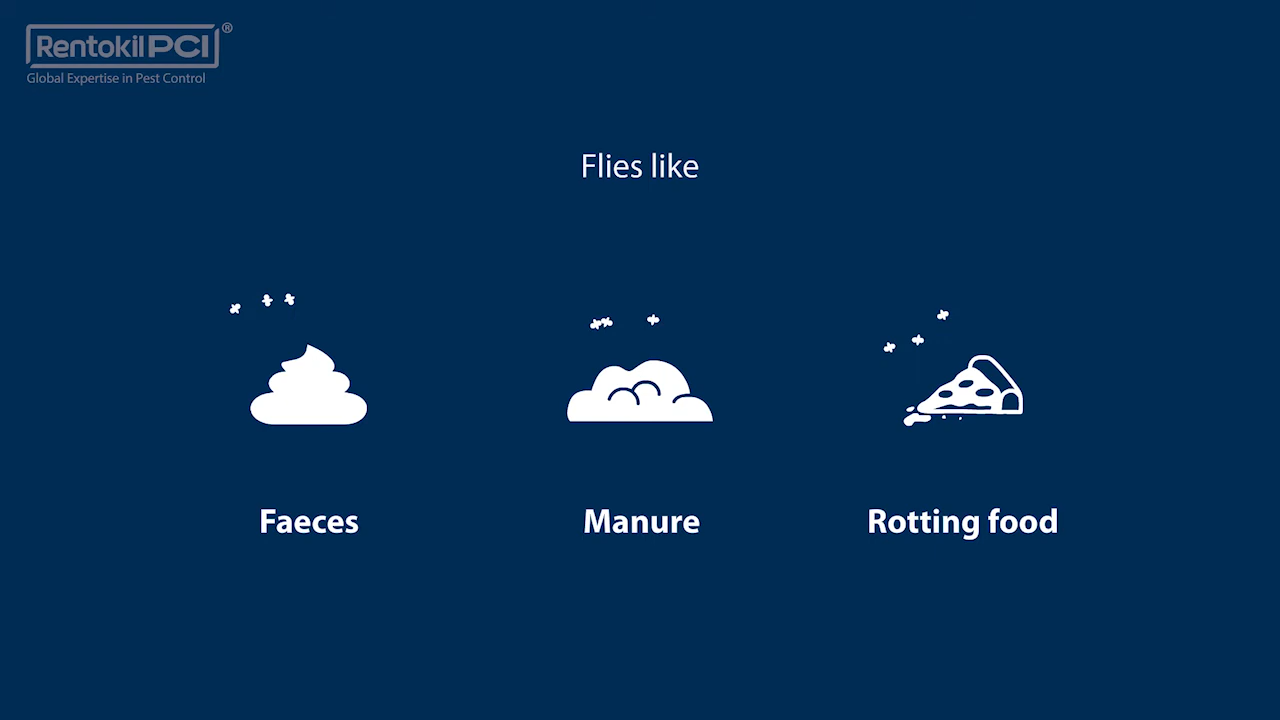 RentokilPCI®
Global Expertise in Pest Control
Flies like
Faeces
Manure
Rotting food